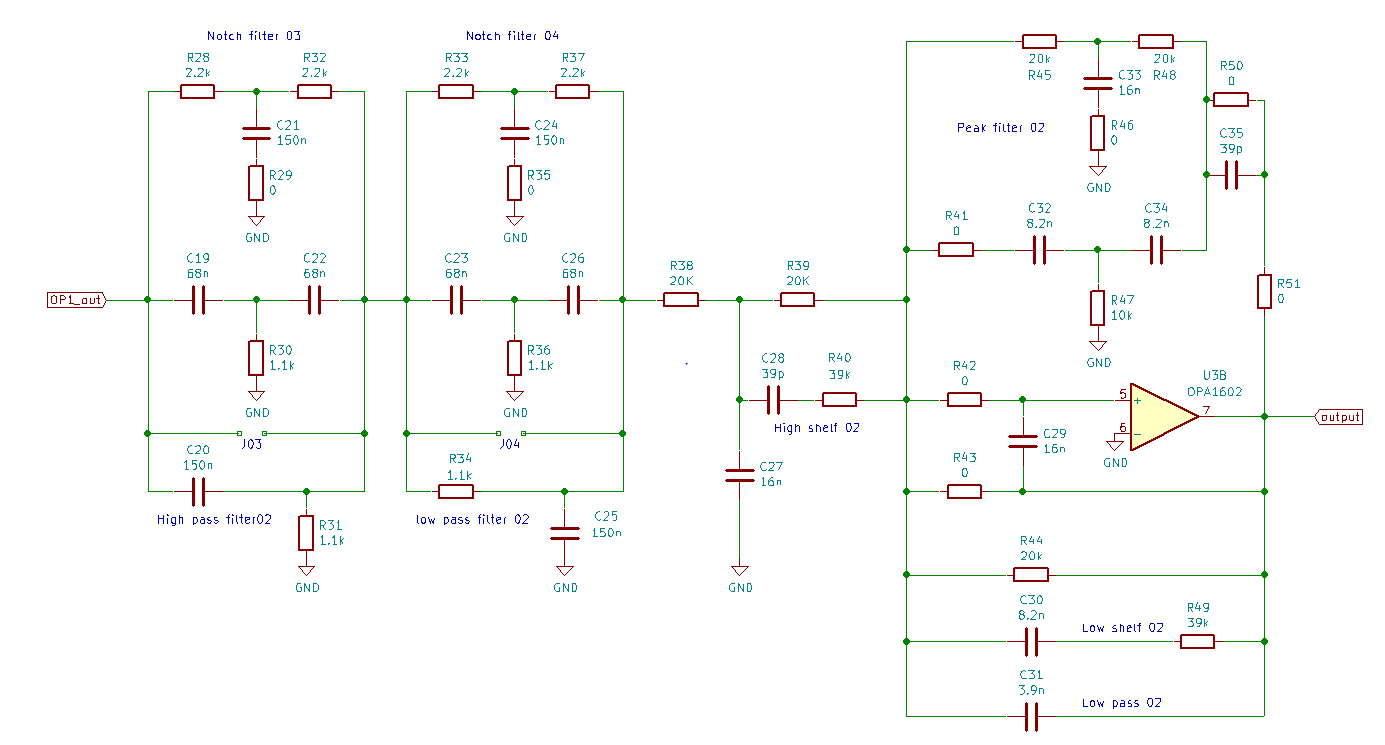 Notch filter 03
Notch filter 04
R28
2.2k
R32
2.2k
R33
2.2k
R37
2.2k
20k
R45
20k
R48
C33
16n
R50
0
C21
150n
C24
150n
Peak filter 02
R46
0
C35
39p
R29
0
R35
0
GND
GND
GND
R41
0
C32
8.2n
C34
8.2n
C19
68n
C22
68n
C23
68n
C26
68n
R38
20K
R39
20K
OP1_out
R51
0
R47
10k
R30
1.1k
R36
1.1k
GND
GND
GND
C28
39p
R40
39k
R42
0
U3B
OPA1602
5
+
7
6
-
output
High shelf 02
J03
J04
C29
16n
GND
C20
150n
R34
1.1k
C27
16n
R43
0
High pass filter02
low pass filter 02
R31
1.1k
C25
150n
GND
GND
GND
R44
20k
C30
8.2n
Low shelf 02
R49
39k
C31
3.9n
Low pass 02